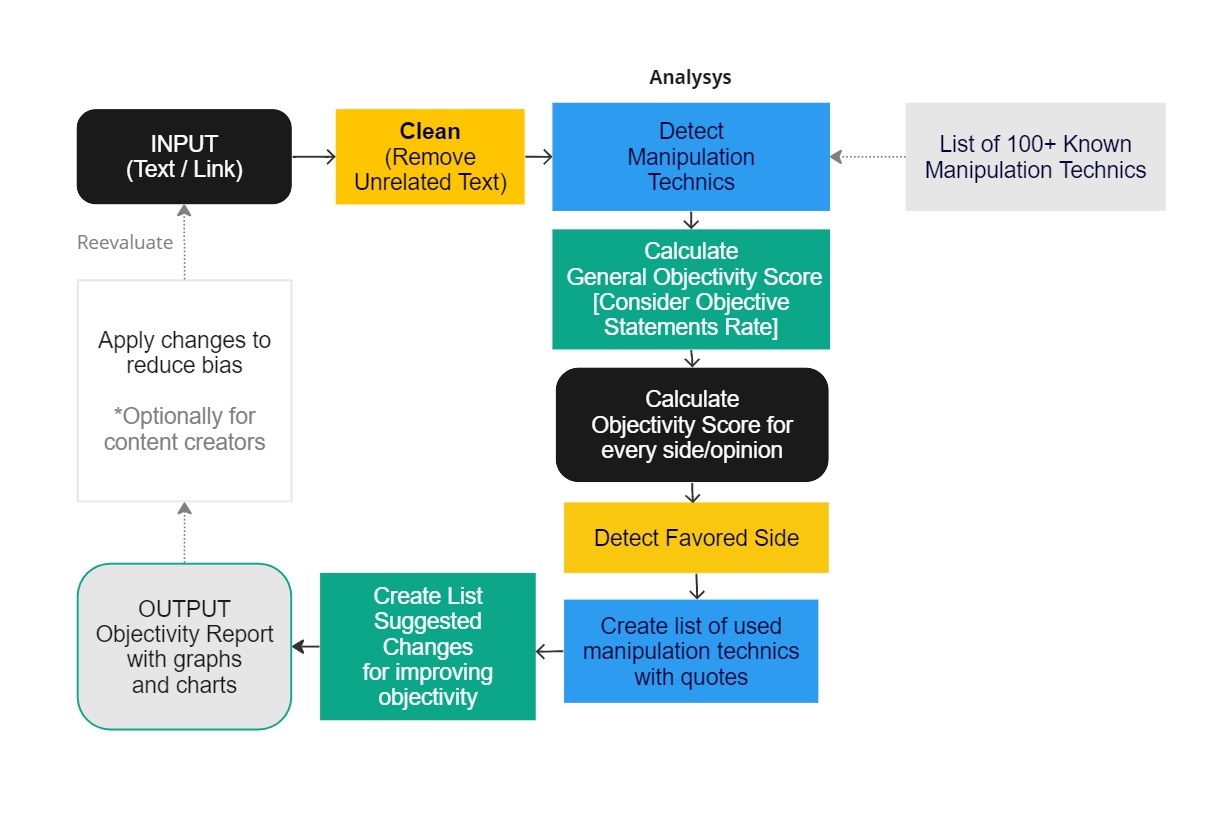 Analysys
INPUT
(Text / Link)
Clean
(Remove
Unrelated Text)
Detect
Manipulation
Technics
List of 100+ Known
Manipulation Technics
Reevaluate
Calculate
General Objectivity Score
[Consider Objective
Statements Rate]
Apply changes to
reduce bias
*Optionally for
content creators
Calculate
Objectivity Score for
every side/opinion
Detect Favored Side
Create list of used
manipulation technics
with quotes
Create List
Suggested
Changes
for improving
objectivity
OUTPUT
Objectivity Report
with graphs
and charts